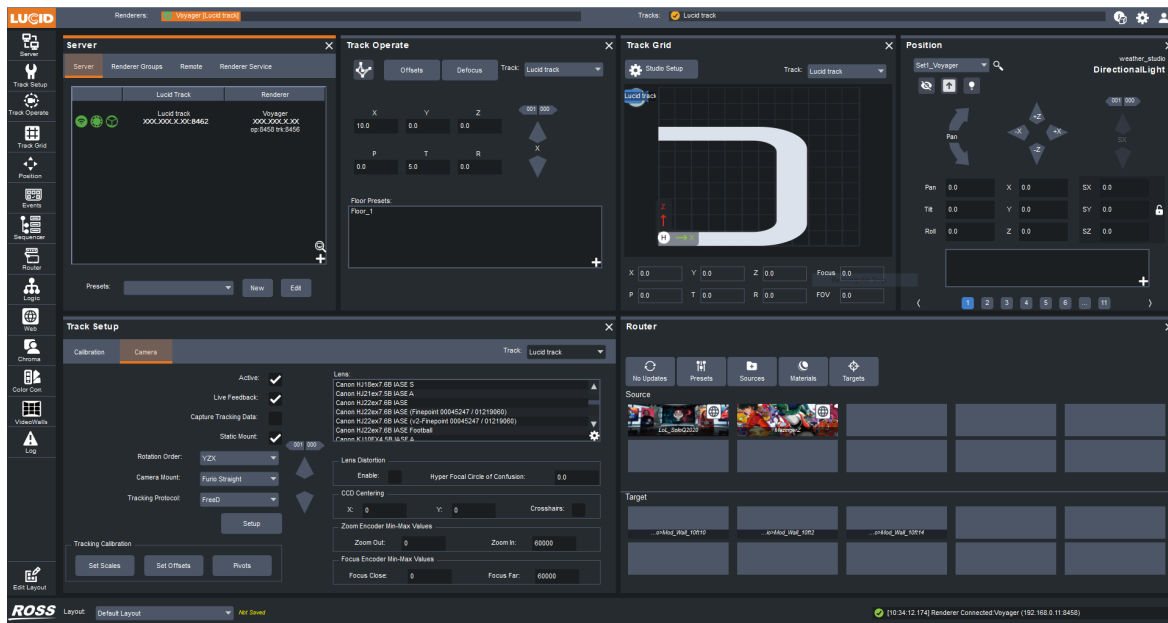 LUCID
Renderers:
Voyager [Lucid track]
Tracks:
Lucid track
Server
Track Setup
Track Operate
Track Grid
Position
Events
Sequencer
Router
Logic
Web
Chroma
Color Corr.
VideoWalls
Log
Edit Layout
Server
Server
Renderer Groups
Remote
Renderer Service
Lucid Track
Renderer
Lucid track
Voyager
XXX.XXX.X.XX:8462
XXX.XXX.X.XX
op:8458 trk:8456
Presets:
New
Edit
Track Operate
Offsets
Defocus
Track:
Lucid track
X
Y
Z
001 000
10.0
0.0
0.0
X
P
T
R
0.0
5.0
0.0
Floor Presets:
Floor_1
Track Grid
Studio Setup
Track:
Lucid track
Lucid track
Z
H
X
X 0.0
Y 0.0
Z 0.0
Focus 0.0
P 0.0
T 0.0
R 0.0
FOV 0.0
Position
weather_studio
Set1_Voyager
DirectionalLight
001 000
+Z
Pan
-X
+X
SX
-Z
Pan 0.0
X 0.0
SX 0.0
Tilt 0.0
Y 0.0
SY 0.0
Roll 0.0
Z 0.0
SZ 0.0
1 2 3 4 5 6 ... 11
Track Setup
Calibration
Camera
Track:
Lucid track
Active:
Live Feedback:
Capture Tracking Data:
Static Mount:
001 000
Rotation Order:
YZX
Camera Mount:
Furio Straight
Tracking Protocol:
FreeD
Setup
Tracking Calibration
Set Scales
Set Offsets
Pivots
Lens:
Canon HJ18ex7.6B IASE S
Canon HJ21ex7.5B IASE A
Canon HJ22ex7.6B IASE
Canon HJ22ex7.6B IASE (Finepoint 00045247 / 01219060)
Canon HJ22ex7.6B IASE (v2-Finepoint 00045247 / 01219060)
Canon HJ22ex7.6B IASE Football
Lens Distortion
Enable:
Hyper Focal Circle of Confusion:
0.0
CCD Centering
X: 0
Y: 0
Crosshairs:
Zoom Encoder Min-Max Values
Zoom Out: 0
Zoom In: 60000
Focus Encoder Min-Max Values
Focus Close: 0
Focus Far: 60000
Router
No Updates
Presets
Sources
Materials
Targets
Source
LoL_SoloQ2020
MazingerZ
Target
...o>Mod_Wall_10ft10
...io>Mod_Wall_10ft2
...o>Mod_Wall_10ft14
ROSS
Layout:
Default Layout
Not Saved
[10:34:12.174] Renderer Connected:Voyager (192.168.0.11:8458)